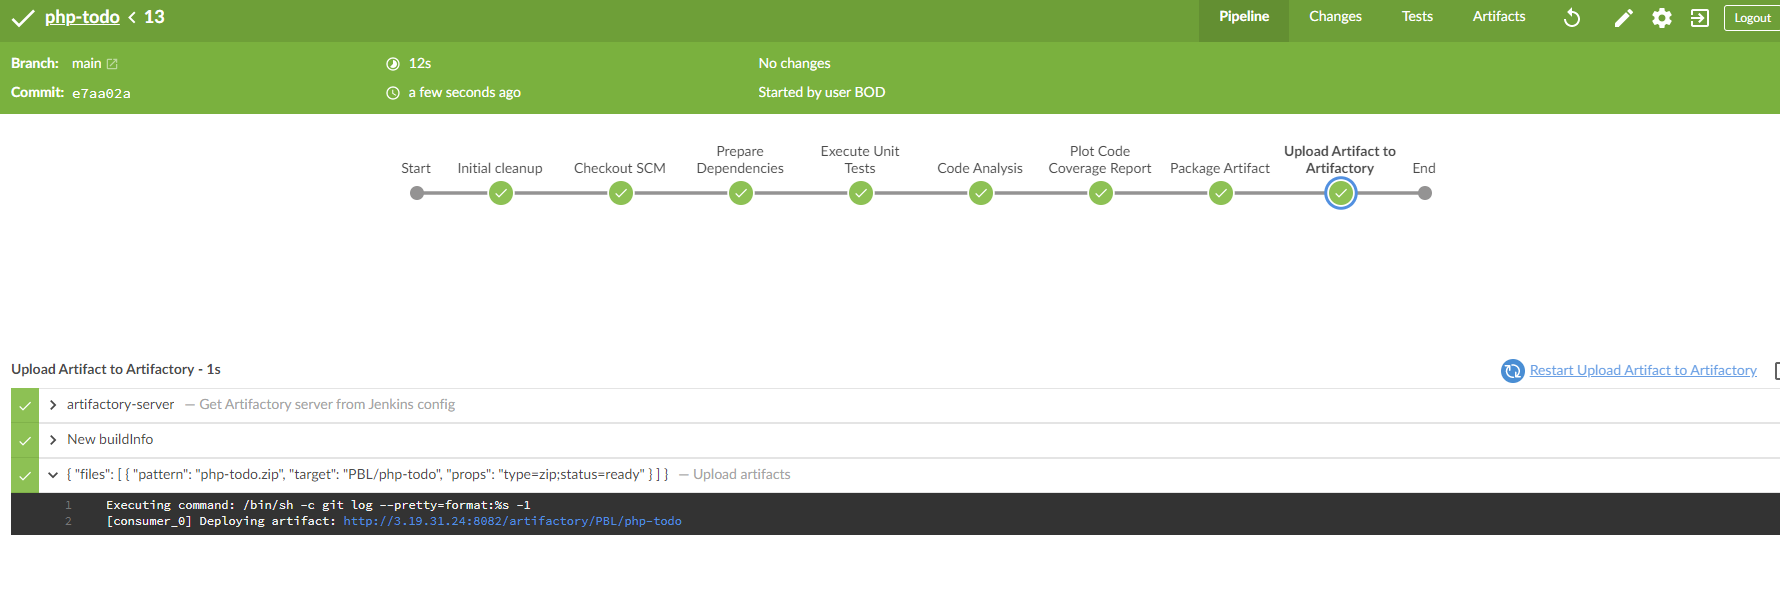 php-todo < 13
Pipeline Changes Tests Artifacts Logout
Branch: main 12s No changes
Commit: e7aa02a a few seconds ago Started by user BOD
Start
Initial cleanup
Checkout SCM
Prepare
Dependencies
Execute Unit
Tests
Code Analysis
Plot Code
Coverage Report
Package Artifact
Upload Artifact to
Artifactory
End
Upload Artifact to Artifactory - 1s Restart Upload Artifact to Artifactory
artifactory-server — Get Artifactory server from Jenkins config
New buildInfo
{ "files": [ { "pattern": "php-todo.zip", "target": "PBL/php-todo", "props": "type=zip;status=ready" } ] } — Upload artifacts
1 Executing command: /bin/sh -c git log --pretty=format:%s -1
2 [consumer_0] Deploying artifact: http://3.19.31.24:8082/artifactory/PBL/php-todo